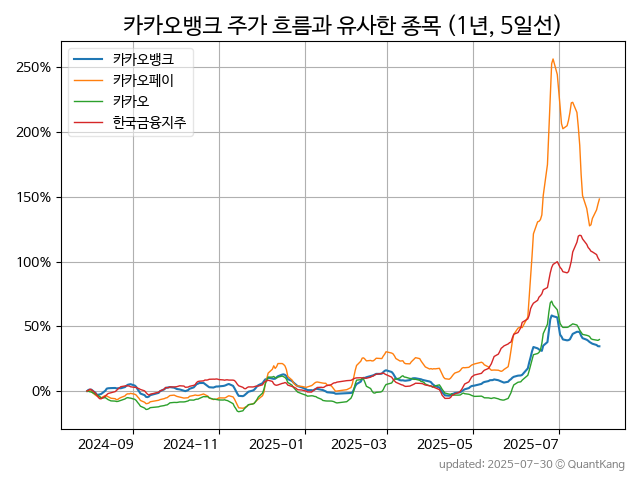 카카오뱅크 주가 흐름과 유사한 종목 (1년, 5일선)
카카오뱅크
카카오페이
카카오
한국금융지주
250%
200%
150%
100%
50%
0%
2024-09 2024-11 2025-01 2025-03 2025-05 2025-07
updated: 2025-07-30 © QuantKang